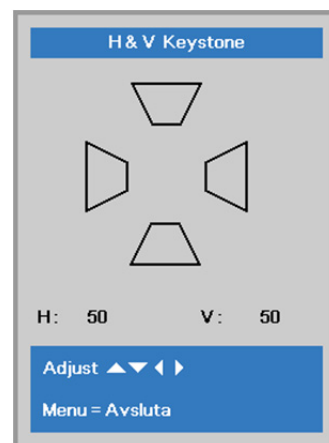 H & V Keystone
H: 50 V: 50
Adjust ▲▼◀▶
Menu = Avsluta